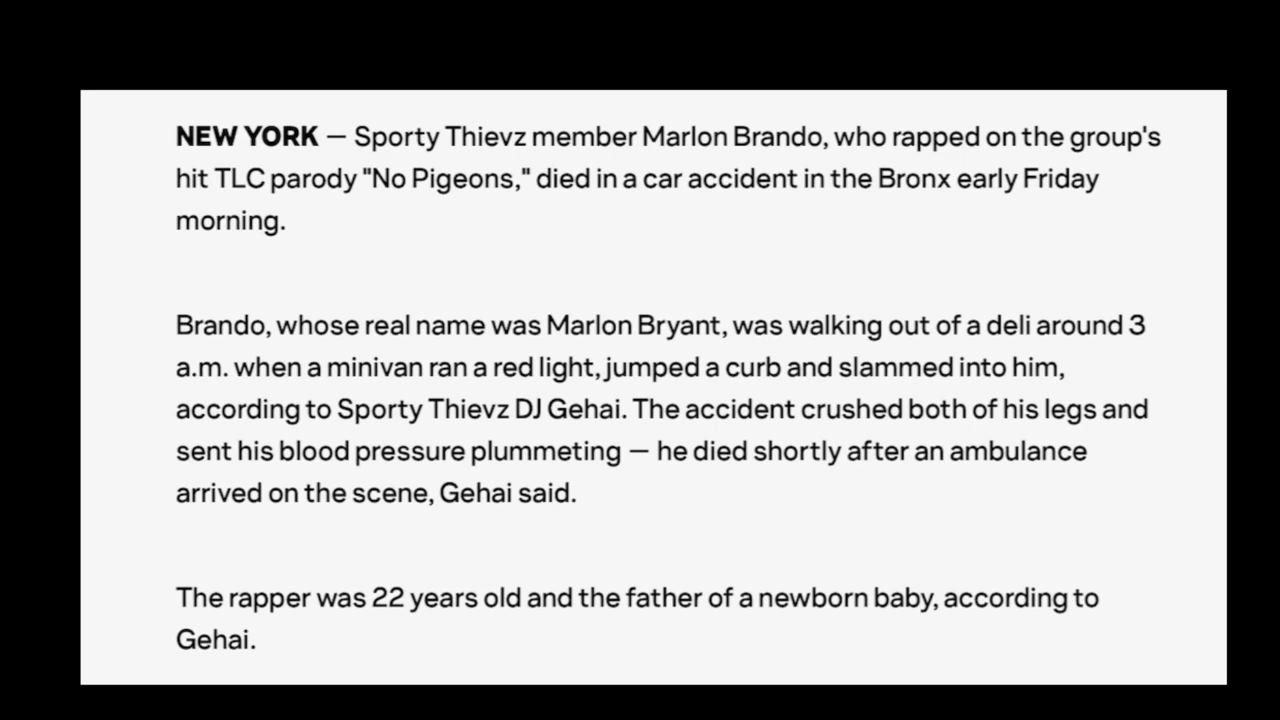 NEW YORK — Sporty Thievz member Marlon Brando, who rapped on the group's
hit TLC parody "No Pigeons," died in a car accident in the Bronx early Friday
morning.
Brando, whose real name was Marlon Bryant, was walking out of a deli around 3
a.m. when a minivan ran a red light, jumped a curb and slammed into him,
according to Sporty Thievz DJ Gehai. The accident crushed both of his legs and
sent his blood pressure plummeting — he died shortly after an ambulance
arrived on the scene, Gehai said.
The rapper was 22 years old and the father of a newborn baby, according to
Gehai.